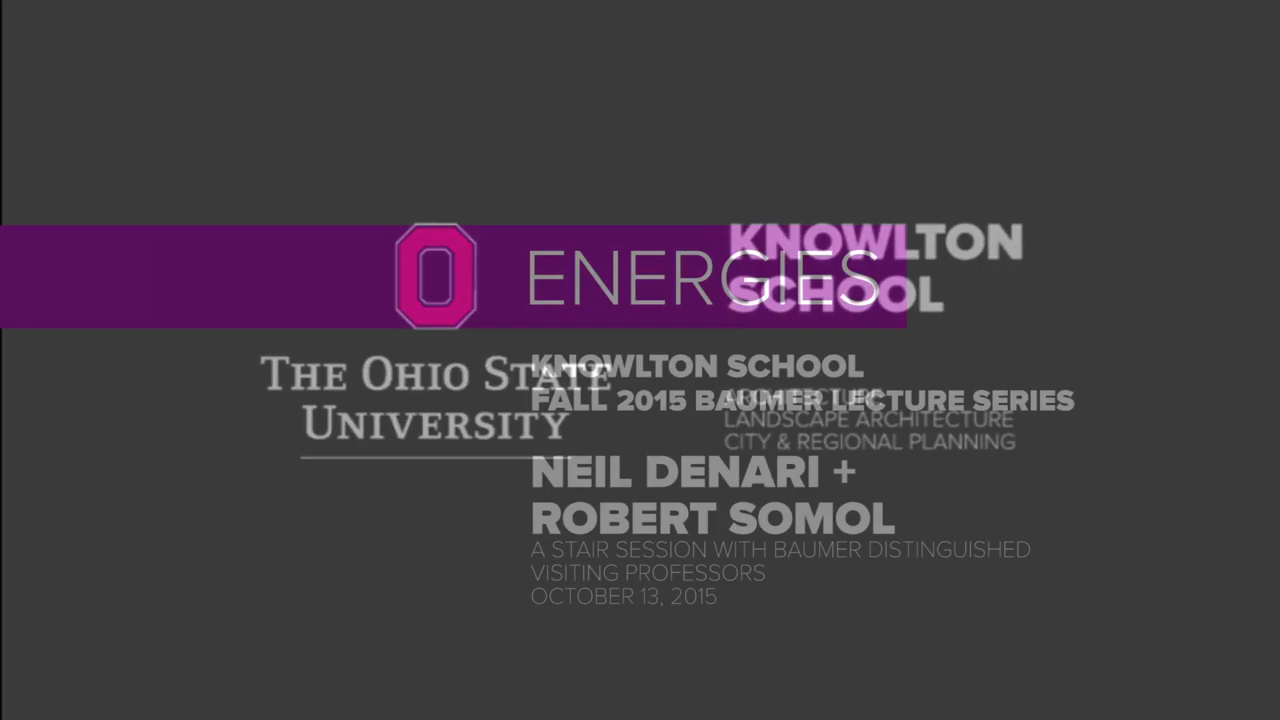 THE OHIO STATE
UNIVERSITY
KNOWLTON
SCHOOL
ARCHITECTURE
LANDSCAPE ARCHITECTURE
CITY & REGIONAL PLANNING
ENERGIES
KNOWLTON SCHOOL
FALL 2015 BAUMER LECTURE SERIES
NEIL DENARI +
ROBERT SOMOL
A STAIR SESSION WITH BAUMER DISTINGUISHED
VISITING PROFESSORS
OCTOBER 13, 2015